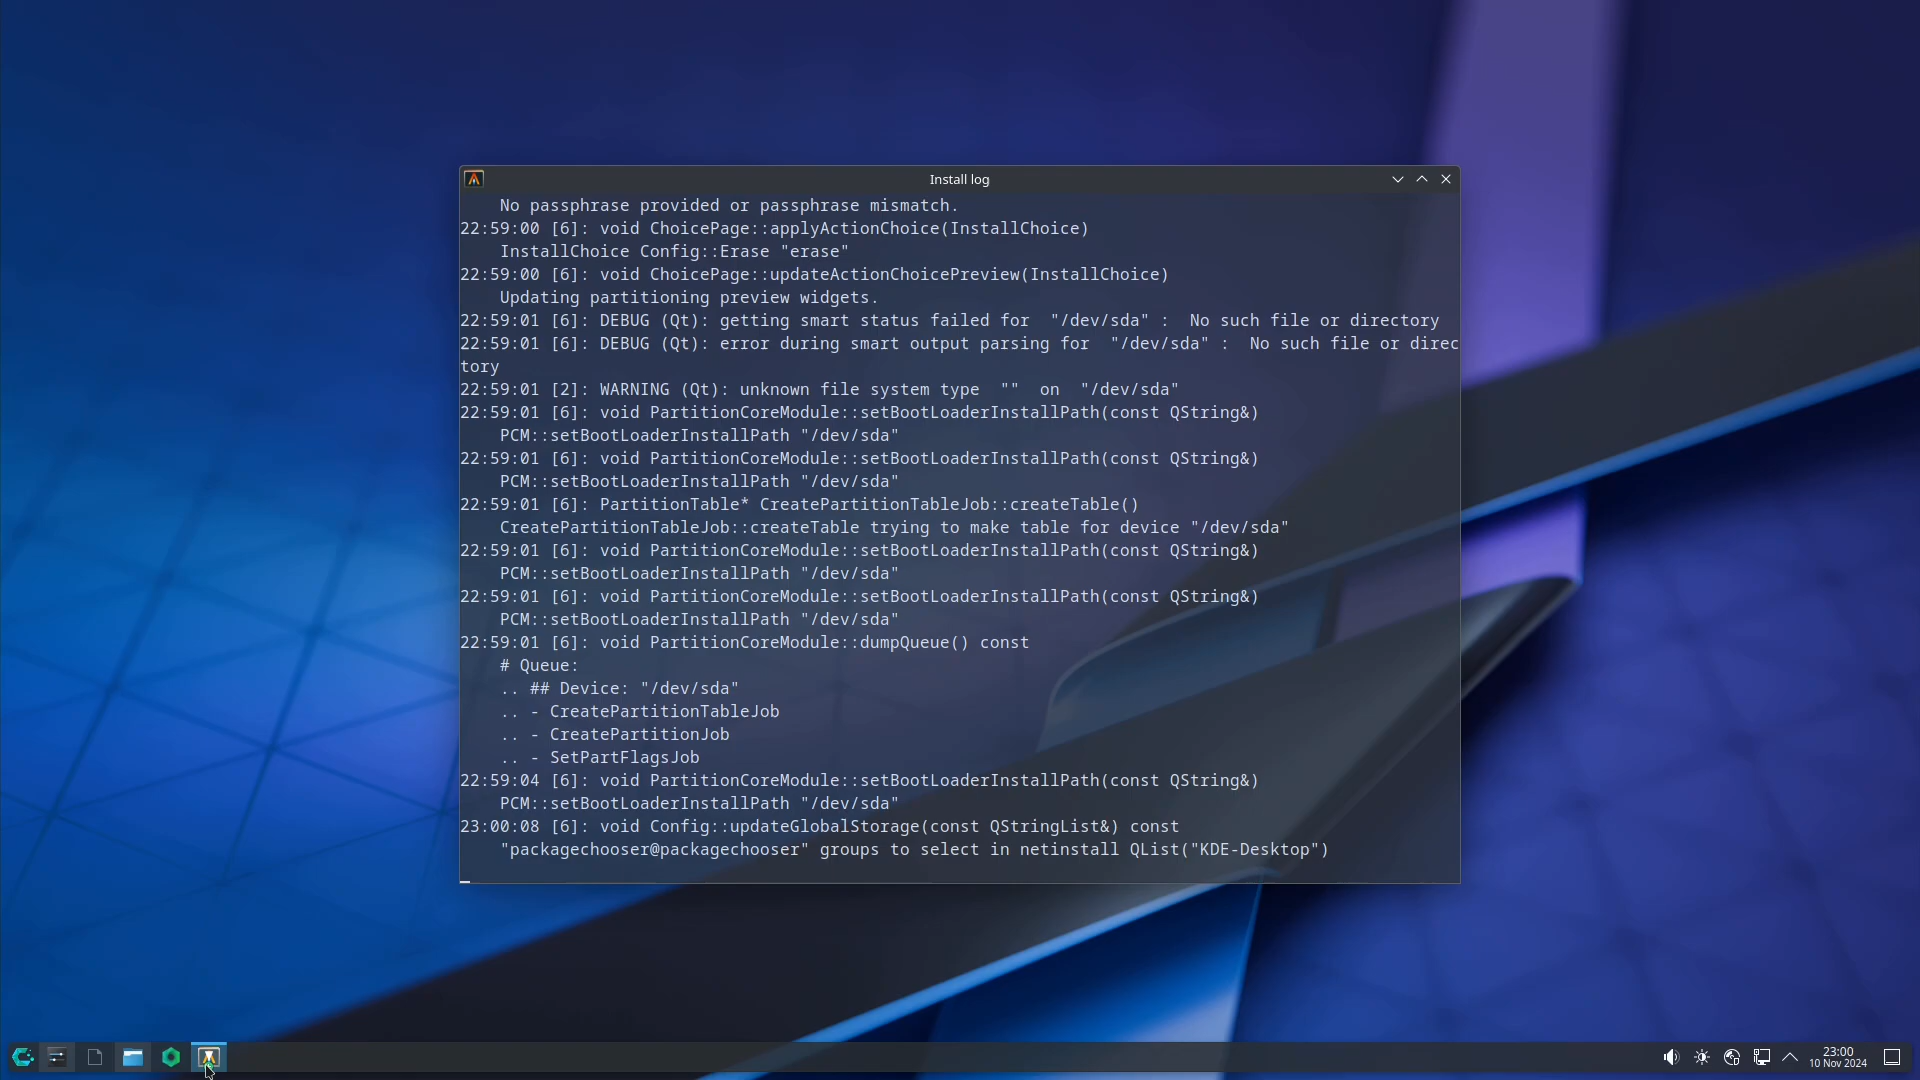 Install log
No passphrase provided or passphrase mismatch.
22:59:00 [6]: void ChoicePage::applyActionChoice(InstallChoice)
InstallChoice Config::Erase "erase"
22:59:00 [6]: void ChoicePage::updateActionChoicePreview(InstallChoice)
Updating partitioning preview widgets.
22:59:01 [6]: DEBUG (Qt): getting smart status failed for  "/dev/sda" :  No such file or directory
22:59:01 [6]: DEBUG (Qt): error during smart output parsing for  "/dev/sda" :  No such file or direc
tory
22:59:01 [2]: WARNING (Qt): unknown file system type  ""  on  "/dev/sda"
22:59:01 [6]: void PartitionCoreModule::setBootLoaderInstallPath(const QString&)
PCM::setBootLoaderInstallPath "/dev/sda"
22:59:01 [6]: void PartitionCoreModule::setBootLoaderInstallPath(const QString&)
PCM::setBootLoaderInstallPath "/dev/sda"
22:59:01 [6]: PartitionTable* CreatePartitionTableJob::createTable()
CreatePartitionTableJob::createTable trying to make table for device "/dev/sda"
22:59:01 [6]: void PartitionCoreModule::setBootLoaderInstallPath(const QString&)
PCM::setBootLoaderInstallPath "/dev/sda"
22:59:01 [6]: void PartitionCoreModule::setBootLoaderInstallPath(const QString&)
PCM::setBootLoaderInstallPath "/dev/sda"
22:59:01 [6]: void PartitionCoreModule::dumpQueue() const
# Queue:
.. ## Device: "/dev/sda"
.. - CreatePartitionTableJob
.. - CreatePartitionJob
.. - SetPartFlagsJob
22:59:04 [6]: void PartitionCoreModule::setBootLoaderInstallPath(const QString&)
PCM::setBootLoaderInstallPath "/dev/sda"
23:00:08 [6]: void Config::updateGlobalStorage(const QStringList&) const
"packagechooser@packagechooser" groups to select in netinstall QList("KDE-Desktop")
23:00
10 Nov 2024